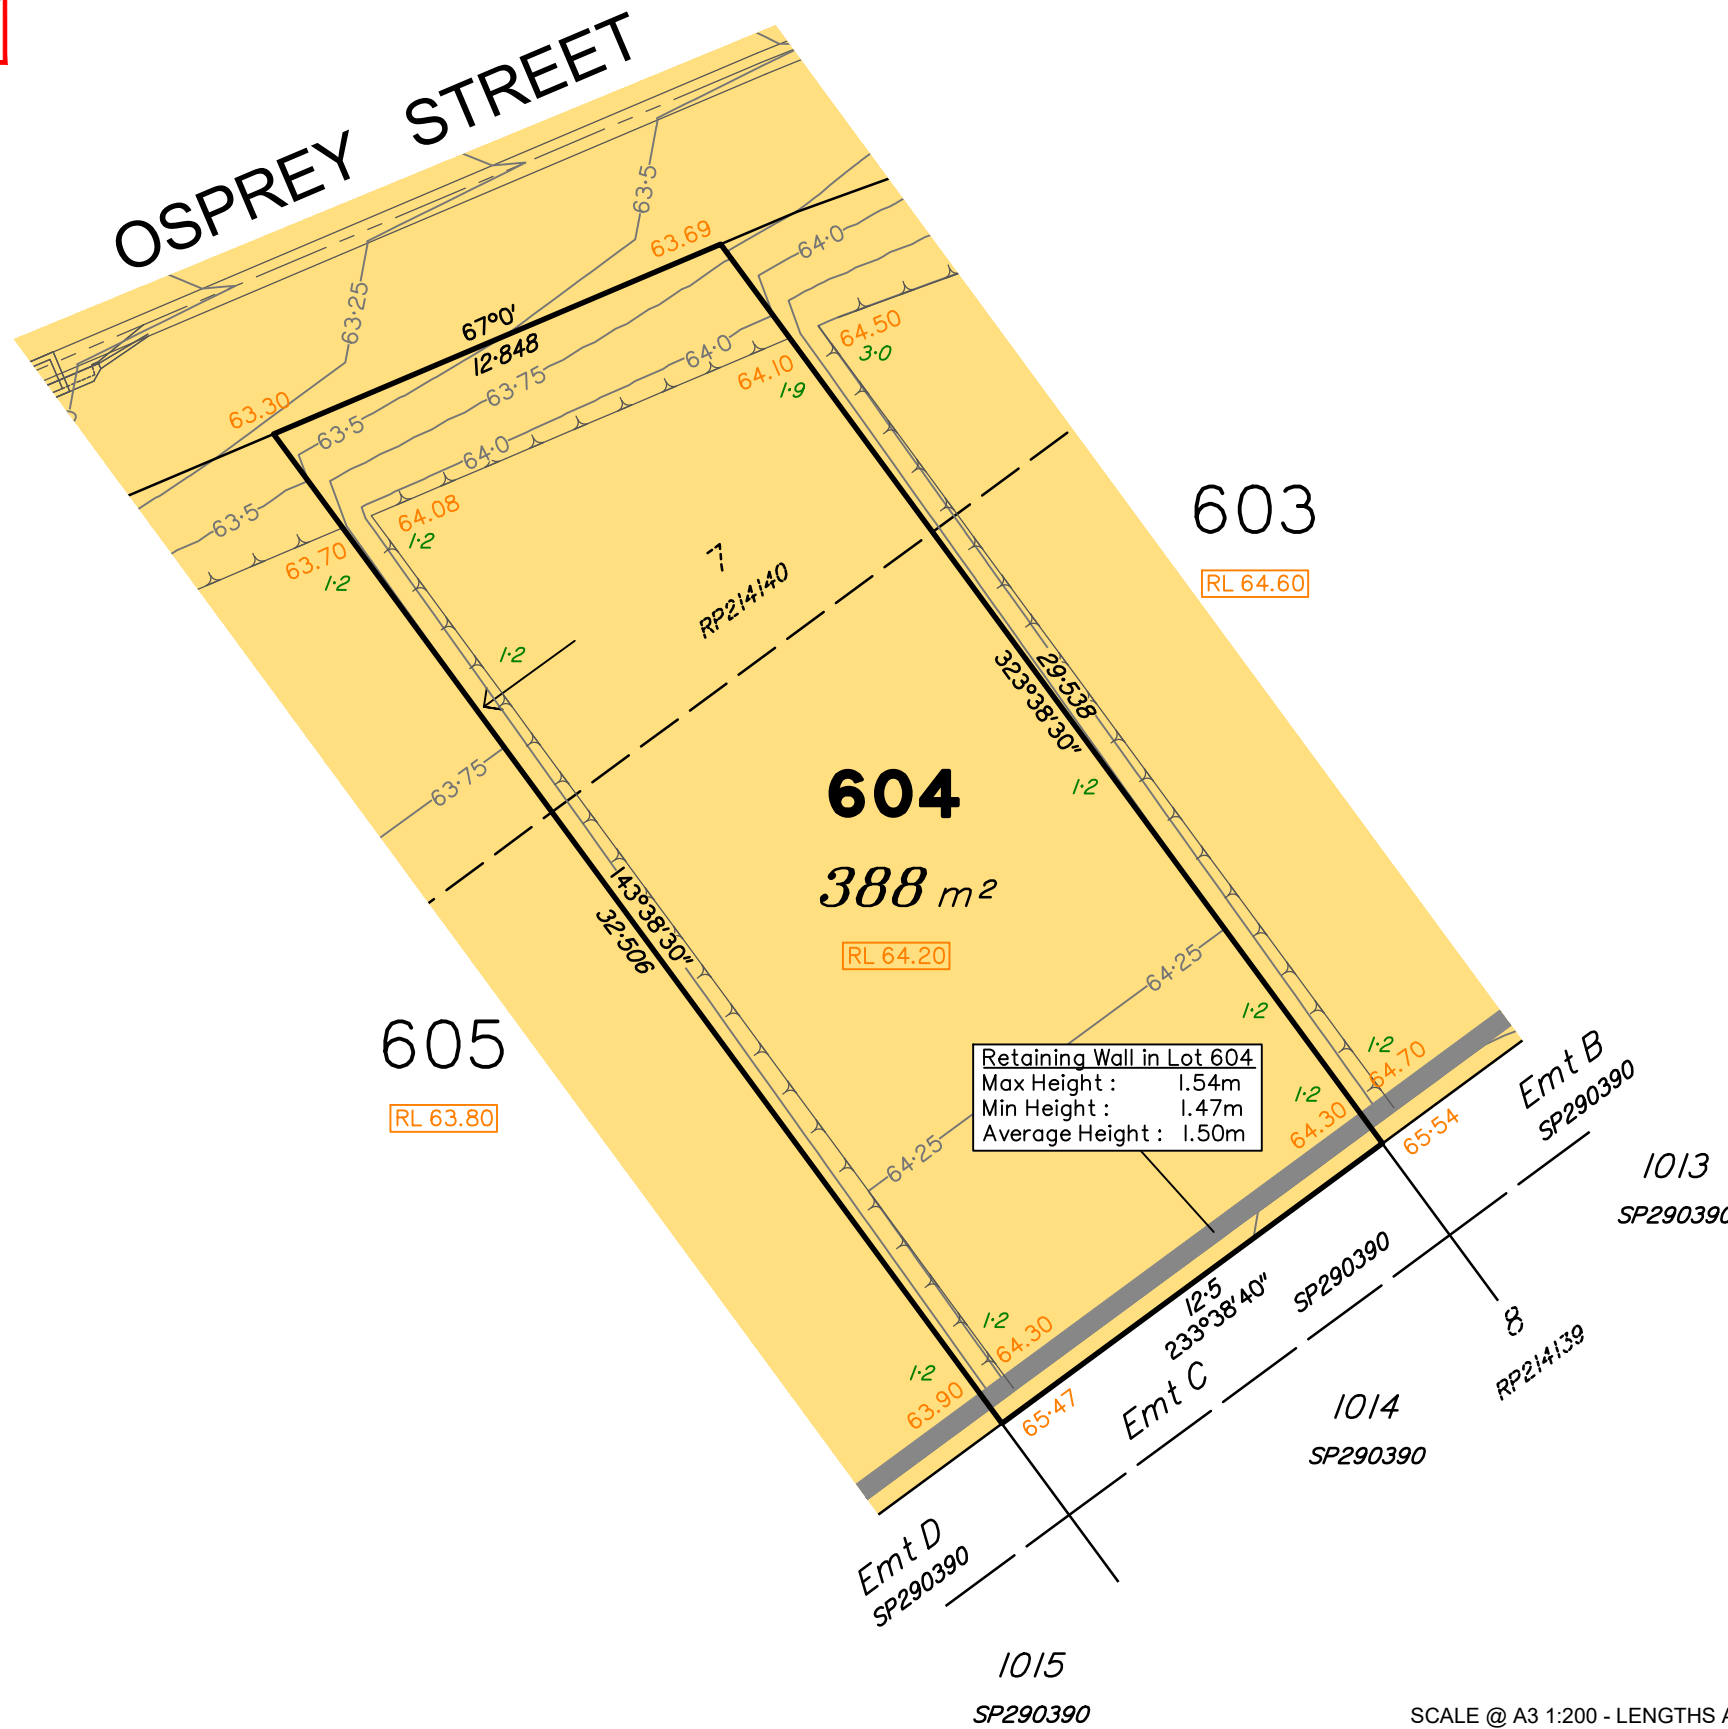 OSPREY STREET
63·5
63·25
63.69
64·0
67°0'
12·848
64.50
3·0
64·0
63·75
64.10
1·9
63.30
63·5
64·0
63·5
64.08
1·2
63.70
1·2
603
RL 64.60
7
RP214140
1·2
29·538
323°38'30"
63·75
1·2
604
388 m²
RL 64.20
143°38'30"
32·506
64·25
605
RL 63.80
1·2
1·2
64.70
Retaining Wall in Lot 604
Max Height : 1.54m
Min Height : 1.47m
Average Height : 1.50m
1·2
64.30
65·54
Emt B
SP290390
1013
SP290390
64·25
12·5
233°38'40"
SP290390
1·2
64.30
1·2
63.90
65·47
Emt C
8
RP214139
1014
SP290390
Emt D
SP290390
1015
SP290390
SCALE @ A3 1:200 - LENGTHS A